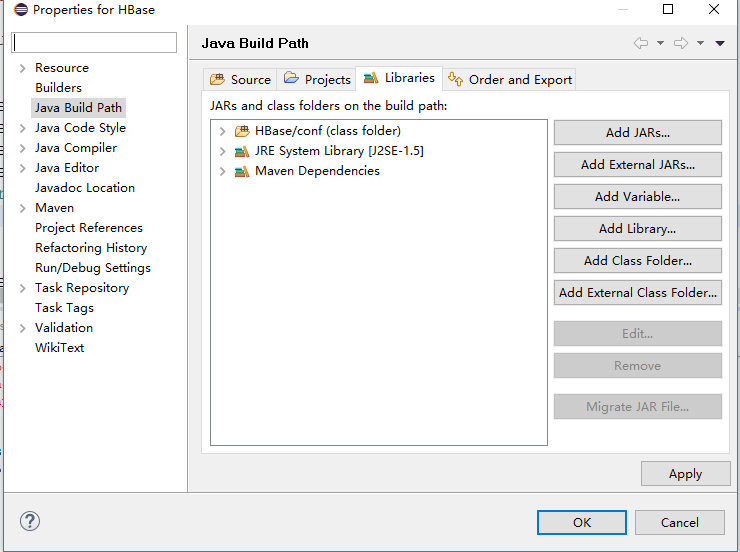 Properties for HBase
Java Build Path
Resource
Builders
Java Build Path
Java Code Style
Java Compiler
Java Editor
Javadoc Location
Maven
Project References
Refactoring History
Run/Debug Settings
Task Repository
Task Tags
Validation
WikiText
Source
Projects
Libraries
Order and Export
JARs and class folders on the build path:
HBase/conf (class folder)
JRE System Library [J2SE-1.5]
Maven Dependencies
Add JARs...
Add External JARs...
Add Variable...
Add Library...
Add Class Folder...
Add External Class Folder...
Edit...
Remove
Migrate JAR File...
Apply
OK
Cancel